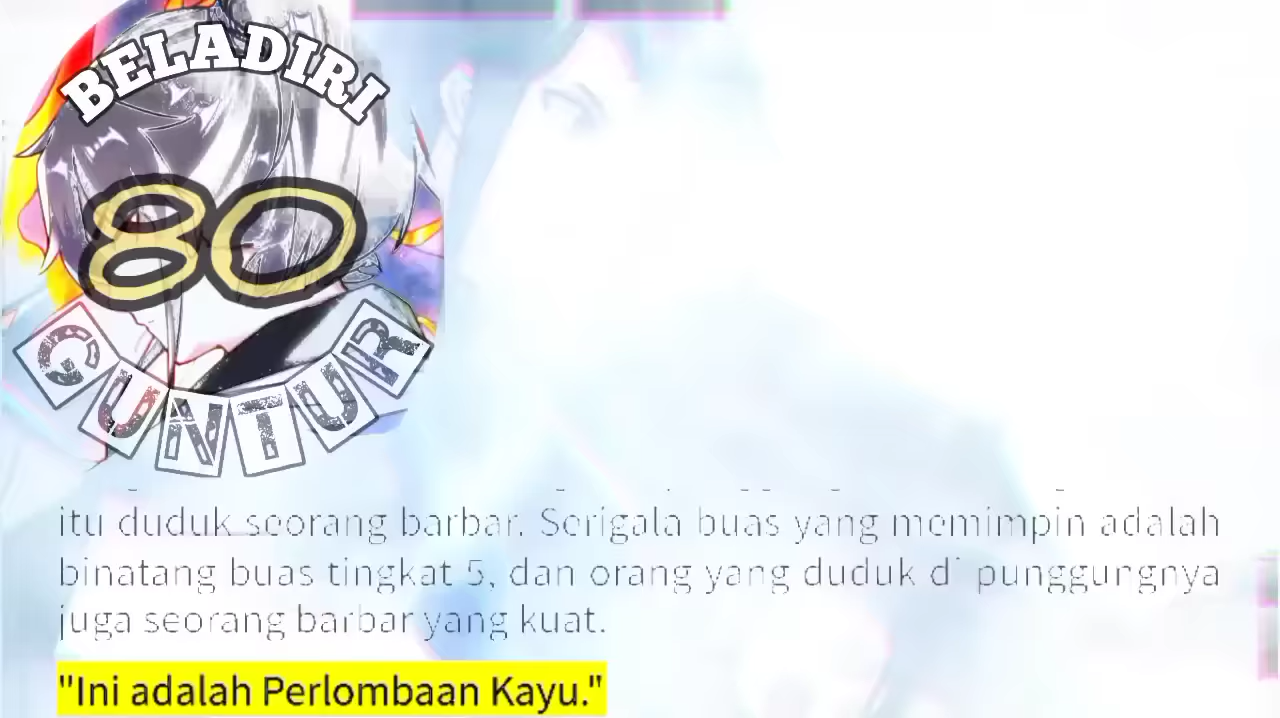 BELADIRI
80
GUNTUR
itu duduk seorang barbar. Serigala buas yang memimpin adalah
binatang buas tingkat 5, dan orang yang duduk di punggungnya
juga seorang barbar yang kuat.
"Ini adalah Perlombaan Kayu."